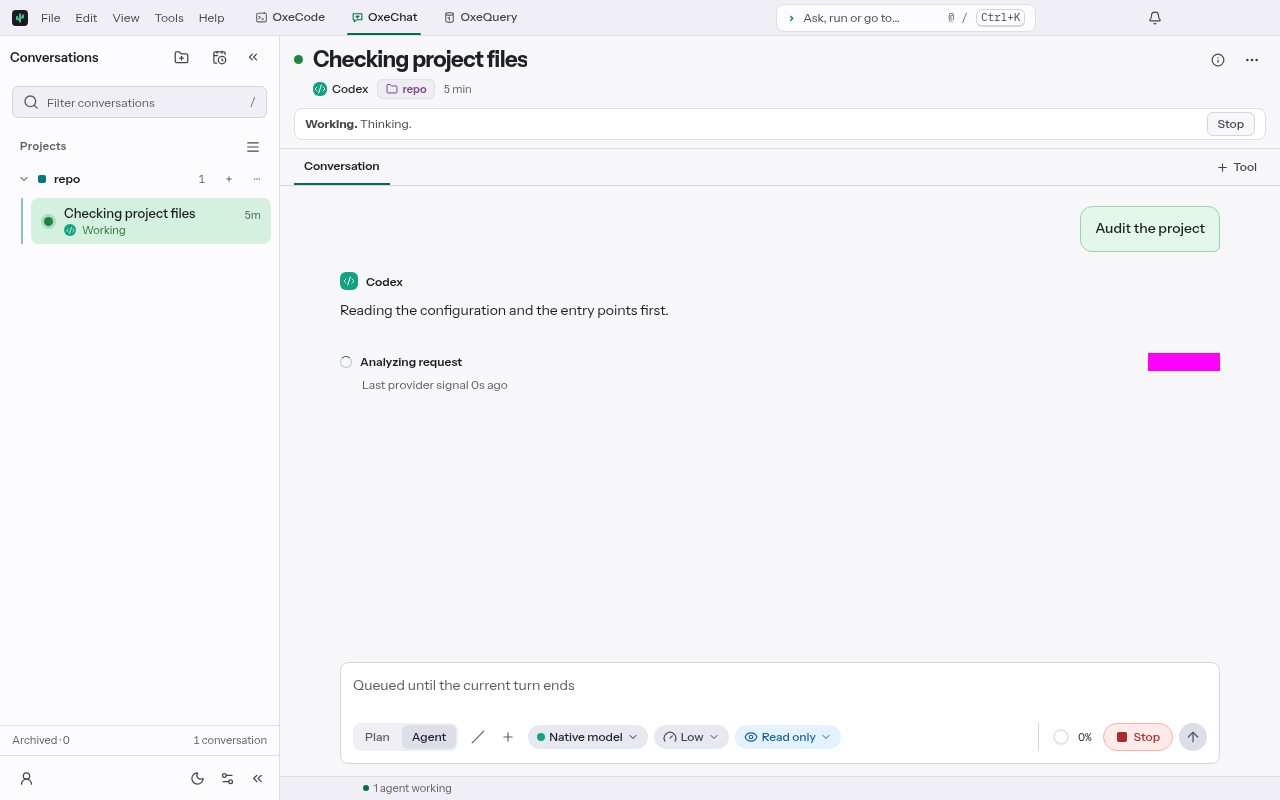 File Edit View Tools Help OxeCode OxeChat OxeQuery Ask, run or go to... @ / Ctrl+K
Conversations
Filter conversations /
Projects
repo 1 + ...
Checking project files 5m
Working
Archived · 0 1 conversation
Checking project files
Codex repo 5 min
Working. Thinking. Stop
Conversation + Tool
Audit the project
Codex
Reading the configuration and the entry points first.
Analyzing request
Last provider signal 0s ago
Queued until the current turn ends
Plan Agent Native model Low Read only 0% Stop
1 agent working